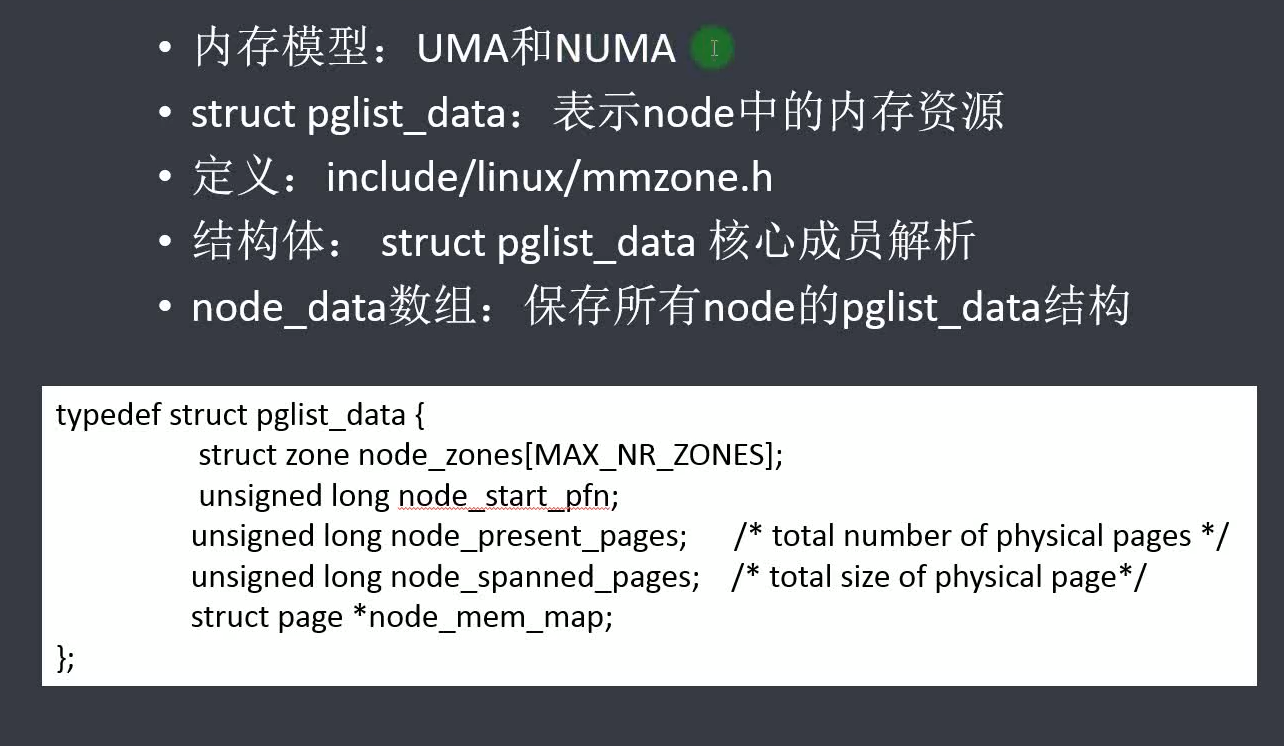 • 内存模型：UMA和NUMA
• struct pglist_data：表示node中的内存资源
• 定义：include/linux/mmzone.h
• 结构体： struct pglist_data 核心成员解析
• node_data数组：保存所有node的pglist_data结构
typedef struct pglist_data {
struct zone node_zones[MAX_NR_ZONES];
unsigned long node_start_pfn;
unsigned long node_present_pages; /* total number of physical pages */
unsigned long node_spanned_pages; /* total size of physical page*/
struct page *node_mem_map;
};